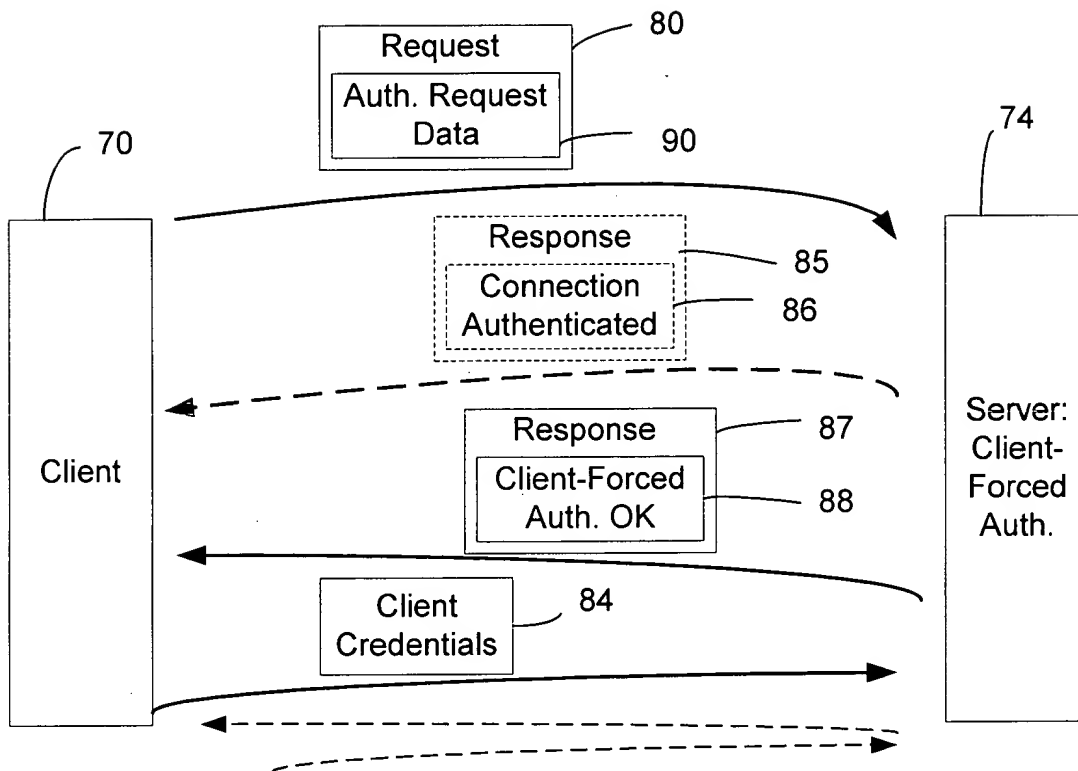 Request
80
Auth. Request
Data
90
70
74
Response
85
Connection
Authenticated
86
Response
87
Client-Forced
Auth. OK
88
Client
Server:
Client-
Forced
Auth.
Client
Credentials
84